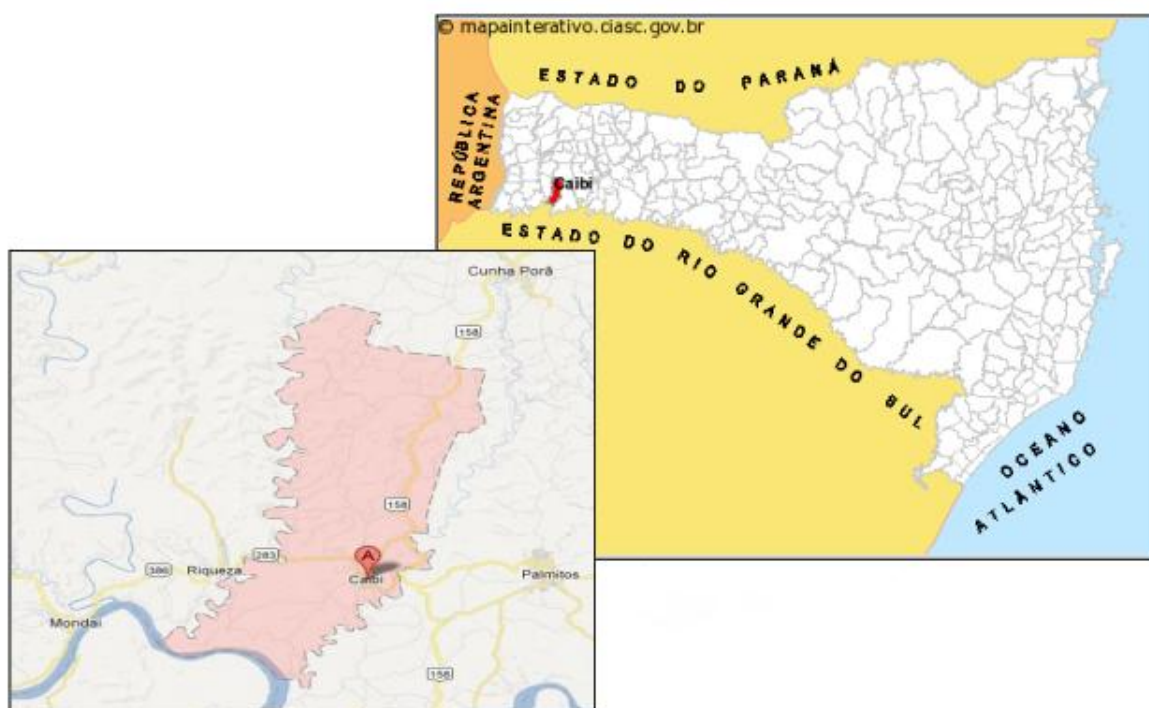 © mapainterativo.ciasc.gov.br
ESTADO DO PARANÁ
REPÚBLICA
ARGENTINA
Caibi
ESTADO DO RIO GRANDE DO SUL
OCEANO
ATLÂNTICO
Cunha Porã
158
158
283
A
Riqueza
386
Caibi
Palmitos
Mondai
158